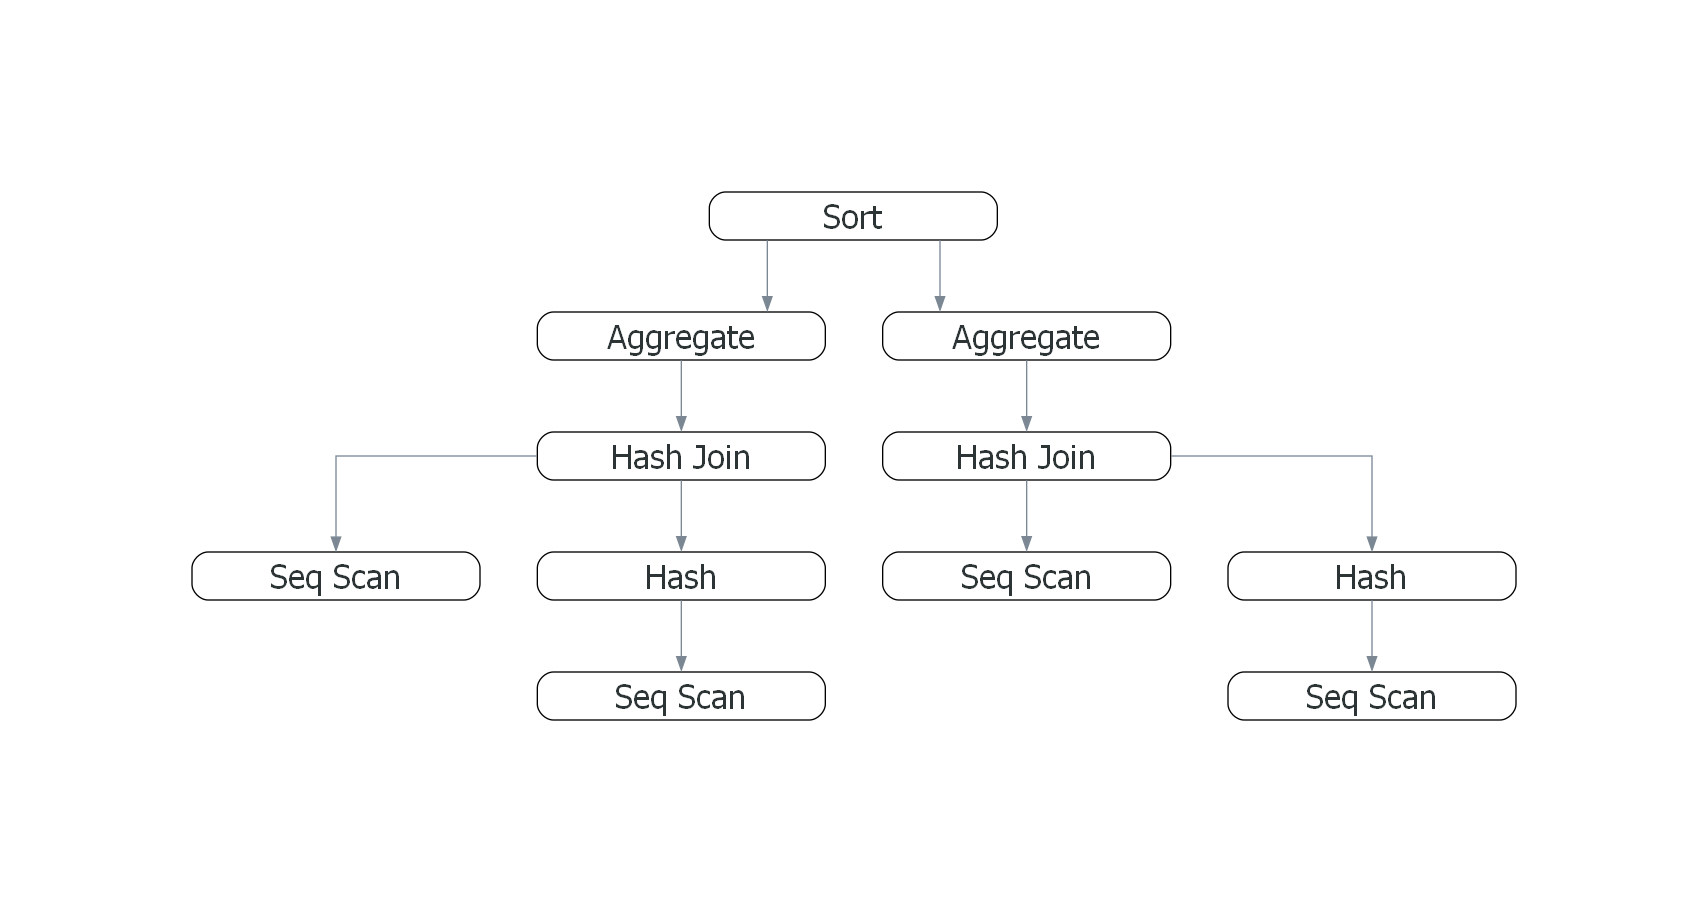 Sort
Aggregate
Aggregate
Hash Join
Hash Join
Seq Scan
Hash
Seq Scan
Hash
Seq Scan
Seq Scan